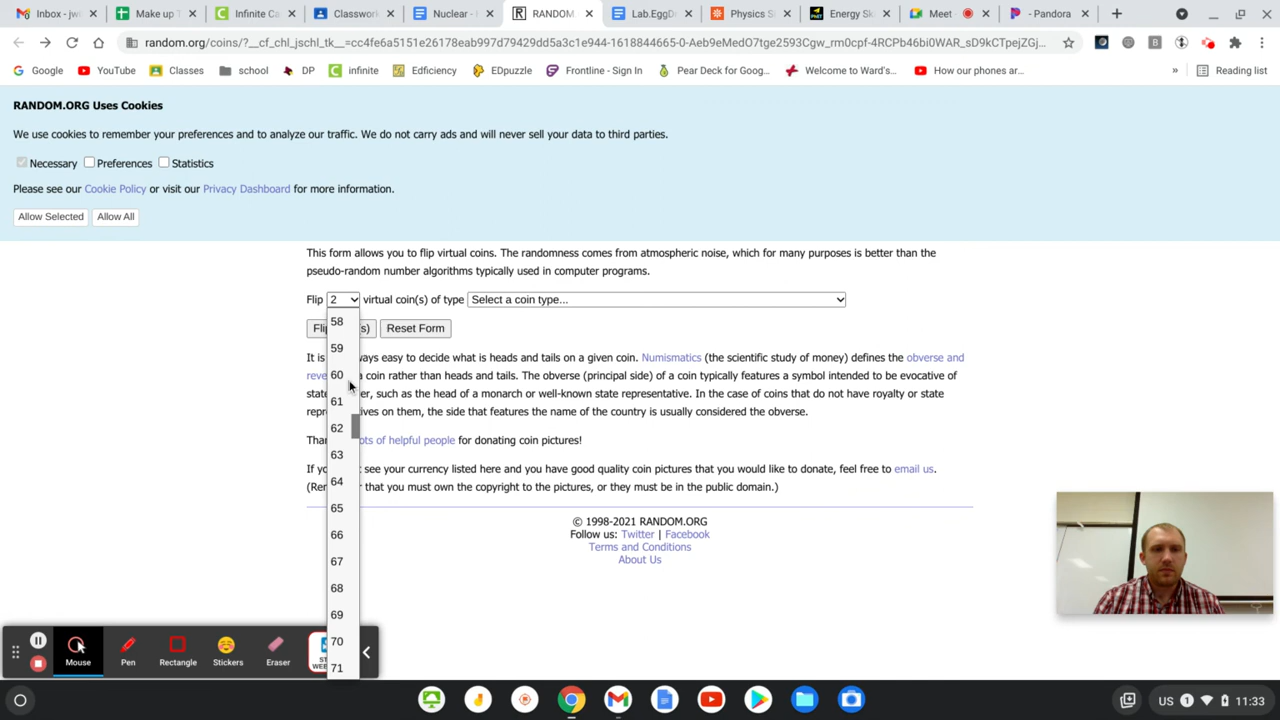 Inbox - jw
Make up T
Infinite Ca
Classwork
Nuclear - 
RANDOM
Lab.EggDr
Physics S
Energy Sk
Meet
- Pandora
random.org/coins/?__cf_chl_jschl_tk__=cc4fe6a5151e26178eab997d79429dd5a3c1e944-1618844665-0-Aeb9eMedO7tge2593Cgw_rm0cpf-4RCPb46bi0WAR_sD9kCTpejZGj...
Google
YouTube
Classes
school
DP
infinite
Edficiency
EDpuzzle
Frontline - Sign In
Pear Deck for Goog...
Welcome to Ward's...
How our phones ar...
»
Reading list
RANDOM.ORG Uses Cookies
We use cookies to remember your preferences and to analyze our traffic. We do not carry ads and will never sell your data to third parties.
Necessary Preferences Statistics
Please see our Cookie Policy or visit our Privacy Dashboard for more information.
Allow Selected Allow All
This form allows you to flip virtual coins. The randomness comes from atmospheric noise, which for many purposes is better than the
pseudo-random number algorithms typically used in computer programs.
Flip 2 virtual coin(s) of type Select a coin type...
58
Fli s) Reset Form
59
It is ways easy to decide what is heads and tails on a given coin. Numismatics (the scientific study of money) defines the obverse and
60
reve a coin rather than heads and tails. The obverse (principal side) of a coin typically features a symbol intended to be evocative of
state er, such as the head of a monarch or well-known state representative. In the case of coins that do not have royalty or state
61
repr tives on them, the side that features the name of the country is usually considered the obverse.
62
Than ots of helpful people for donating coin pictures!
63
If yo t see your currency listed here and you have good quality coin pictures that you would like to donate, feel free to email us.
64
(Rem r that you must own the copyright to the pictures, or they must be in the public domain.)
65
66
67
68
69
70
71
© 1998-2021 RANDOM.ORG
Follow us: Twitter | Facebook
Terms and Conditions
About Us
Mouse
Pen
Rectangle
Stickers
Eraser
US 1 11:33